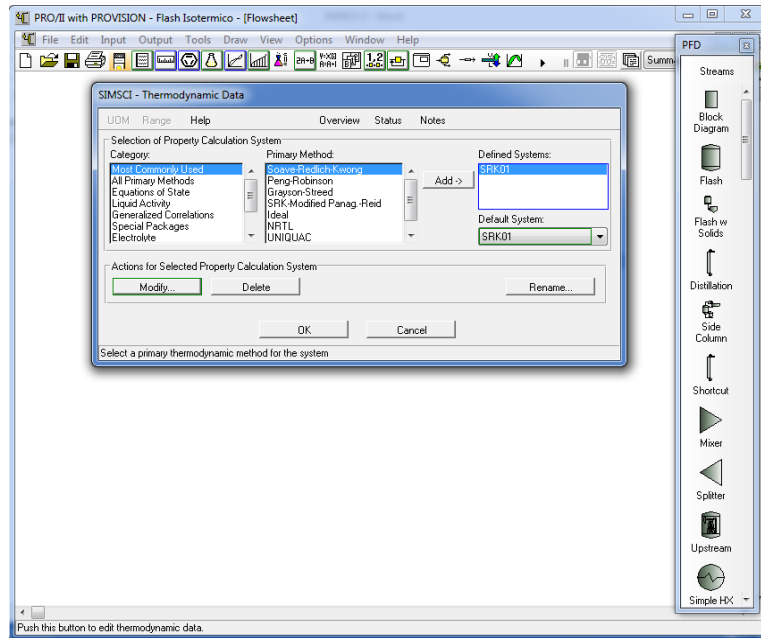 PRO/II with PROVISION - Flash Isotermico - [Flowsheet]
File Edit Input Output Tools Draw View Options Window Help
Summ
SIMSCI - Thermodynamic Data
UOM Range Help Overview Status Notes
Selection of Property Calculation System
Category: Primary Method: Defined Systems:
Most Commonly Used Soave-Redlich-Kwong SRK01
All Primary Methods Peng-Robinson Add ->
Equations of State Grayson-Streed
Liquid Activity SRK-Modified Panag.-Reid
Generalized Correlations Ideal Default System:
Special Packages NRTL SRK01
Electrolyte UNIQUAC
Actions for Selected Property Calculation System
Modify... Delete Rename...
OK Cancel
Select a primary thermodynamic method for the system
PFD
Streams
Block
Diagram
Flash
Flash w
Solids
Distillation
Side
Column
Shortcut
Mixer
Splitter
Upstream
Simple HX
Push this button to edit thermodynamic data.